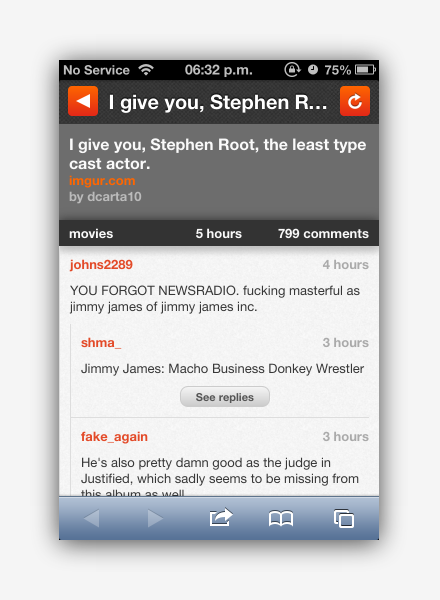 No Service 06:32 p.m. 75%
I give you, Stephen R...
I give you, Stephen Root, the least type
cast actor.
imgur.com
by dcarta10
movies 5 hours 799 comments
johns2289 4 hours
YOU FORGOT NEWSRADIO. fucking masterful as
jimmy james of jimmy james inc.
shma_ 3 hours
Jimmy James: Macho Business Donkey Wrestler
See replies
fake_again 3 hours
He's also pretty damn good as the judge in
Justified, which sadly seems to be missing from
this album as well